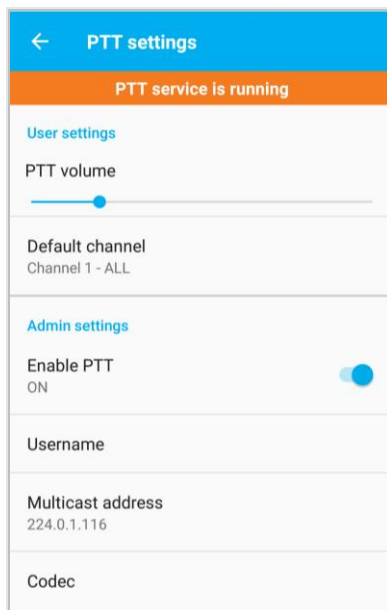 PTT settings
PTT service is running
User settings
PTT volume
Default channel
Channel 1 - ALL
Admin settings
Enable PTT
ON
Username
Multicast address
224.0.1.116
Codec